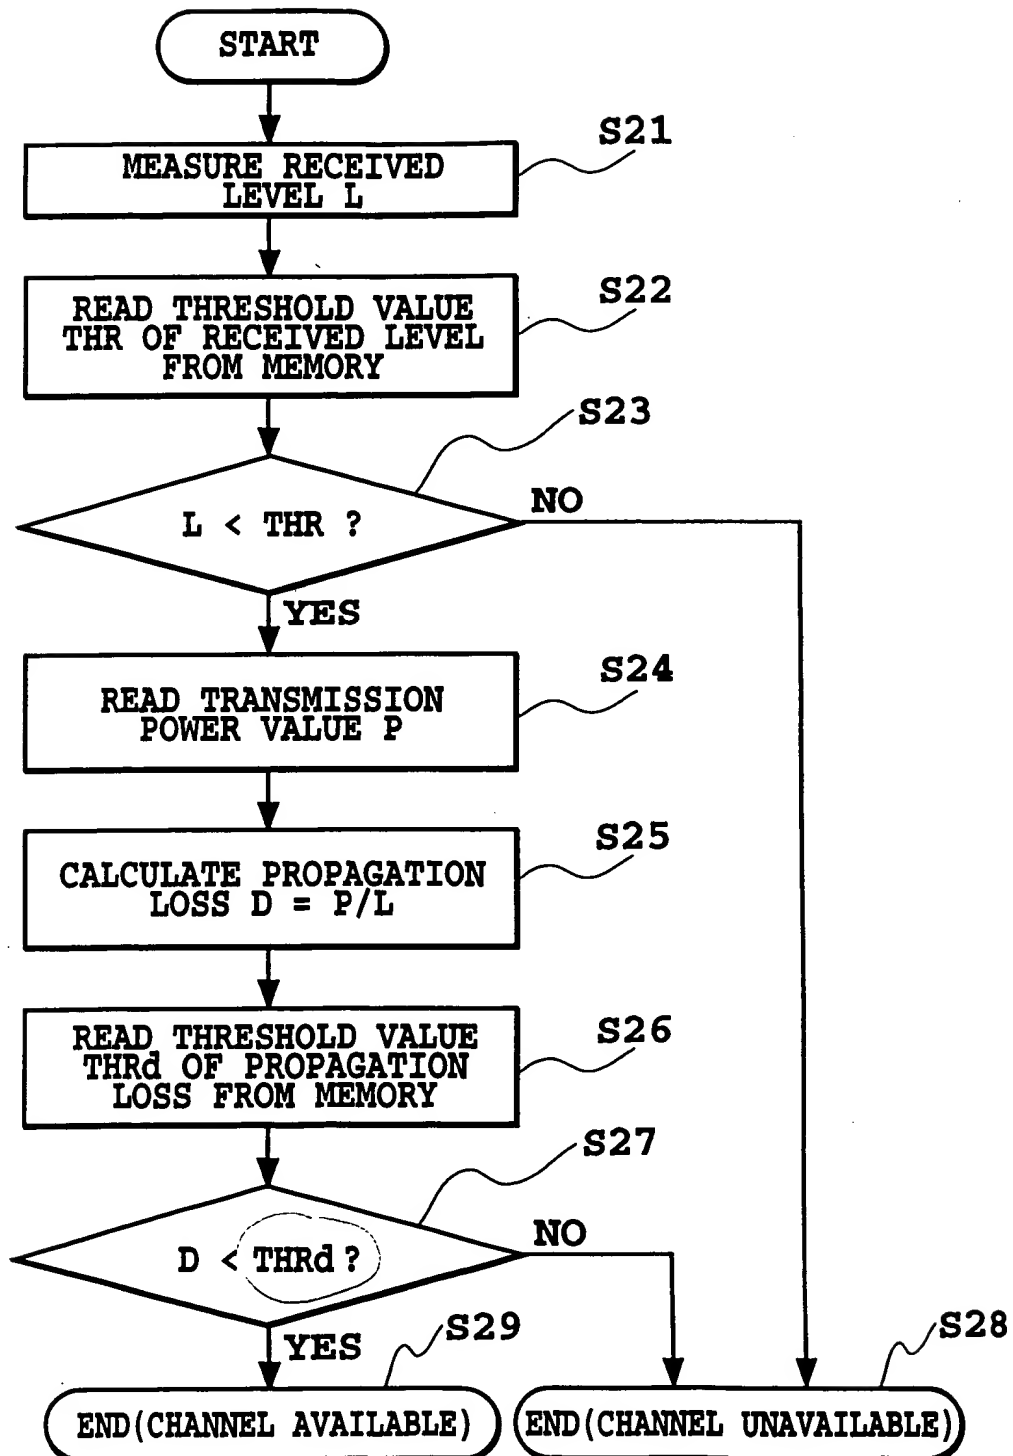 START
S21
MEASURE RECEIVED
LEVEL L
S22
READ THRESHOLD VALUE
THR OF RECEIVED LEVEL
FROM MEMORY
S23
L < THR ?
NO
YES
S24
READ TRANSMISSION
POWER VALUE P
S25
CALCULATE PROPAGATION
LOSS D = P/L
S26
READ THRESHOLD VALUE
THRd OF PROPAGATION
LOSS FROM MEMORY
S27
D < THRd ?
NO
YES
S29
S28
END(CHANNEL AVAILABLE)
END(CHANNEL UNAVAILABLE)